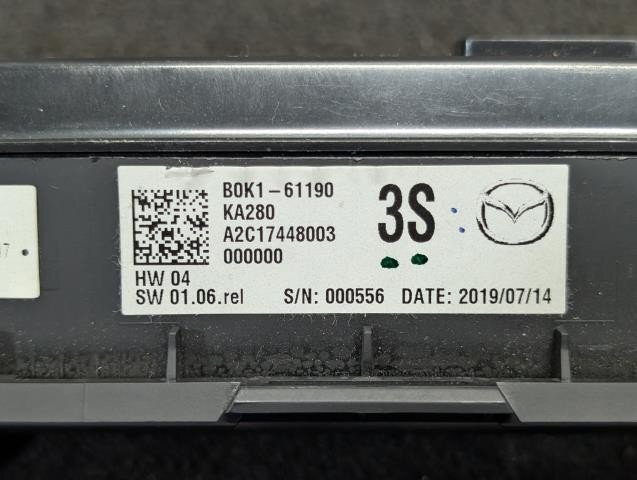 B0K1-61190
KA280
A2C17448003
000000
3S
HW 04
SW 01.06.rel
S/N: 000556 DATE: 2019/07/14